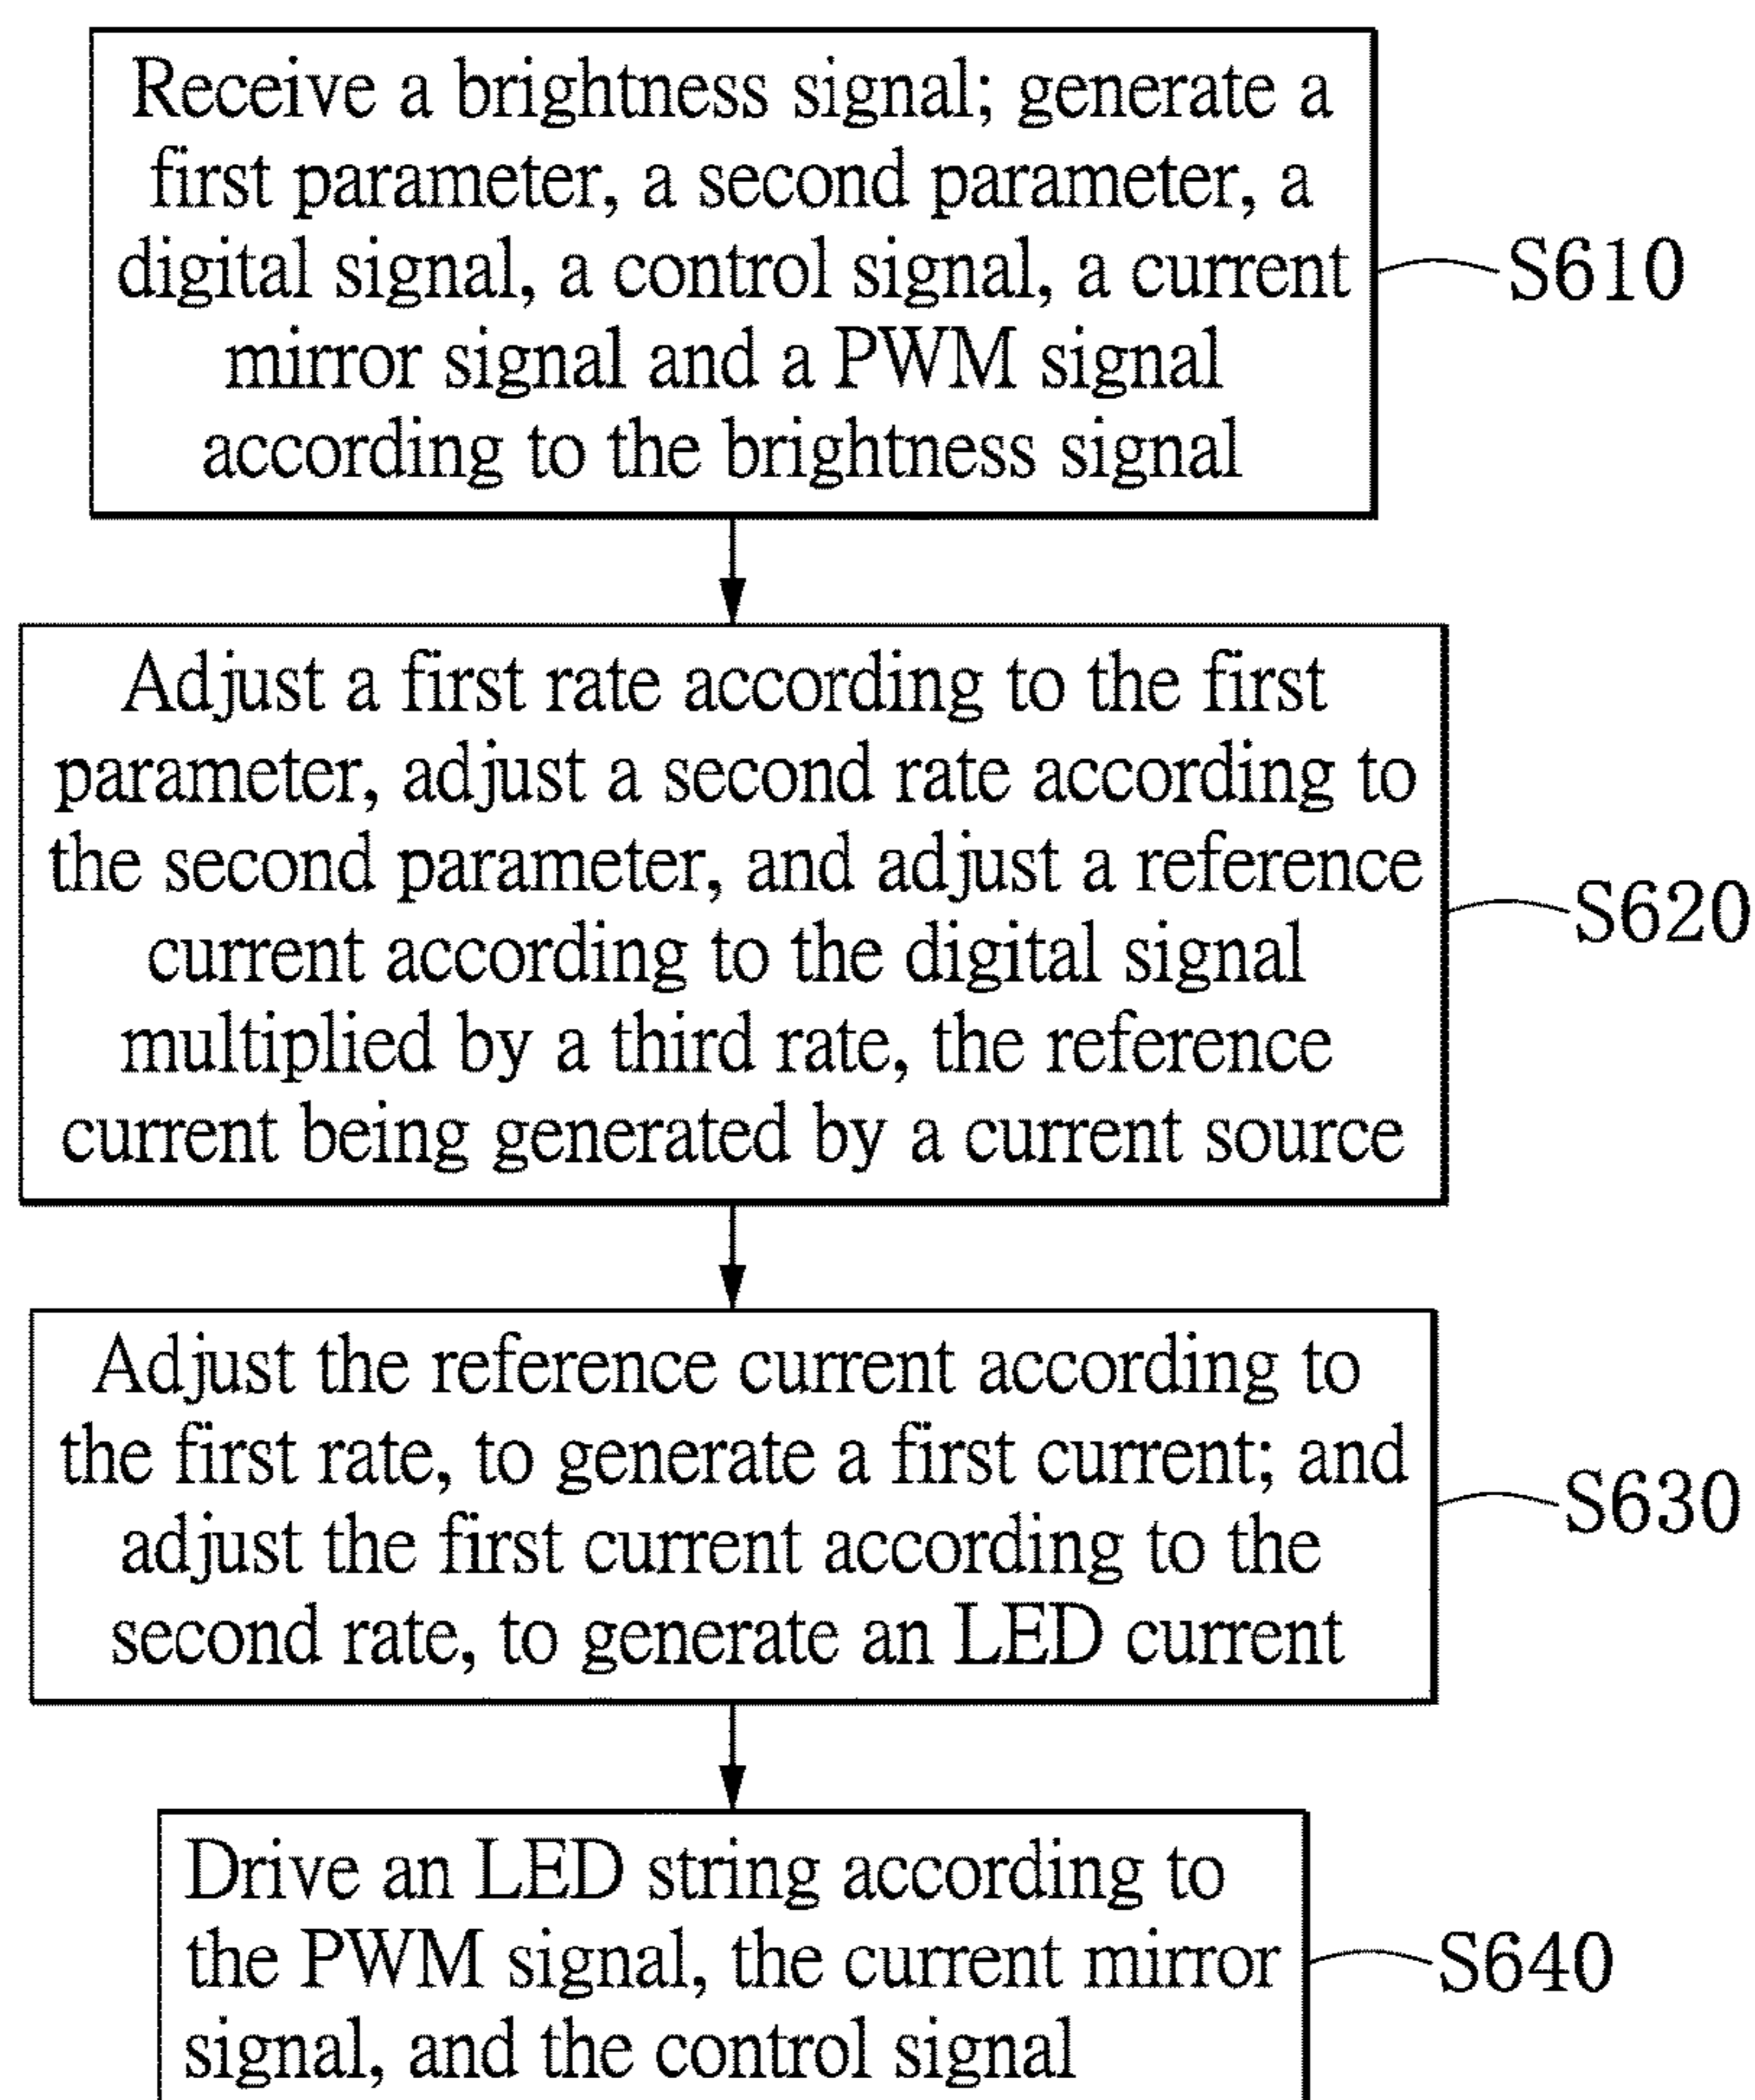 Receive a brightness signal; generate a
first parameter, a second parameter, a
digital signal, a control signal, a current
mirror signal and a PWM signal
according to the brightness signal
S610
Adjust a first rate according to the first
parameter, adjust a second rate according to
the second parameter, and adjust a reference
current according to the digital signal
multiplied by a third rate, the reference
current being generated by a current source
S620
Adjust the reference current according to
the first rate, to generate a first current; and
adjust the first current according to the
second rate, to generate an LED current
S630
Drive an LED string according to
the PWM signal, the current mirror
signal, and the control signal
S640